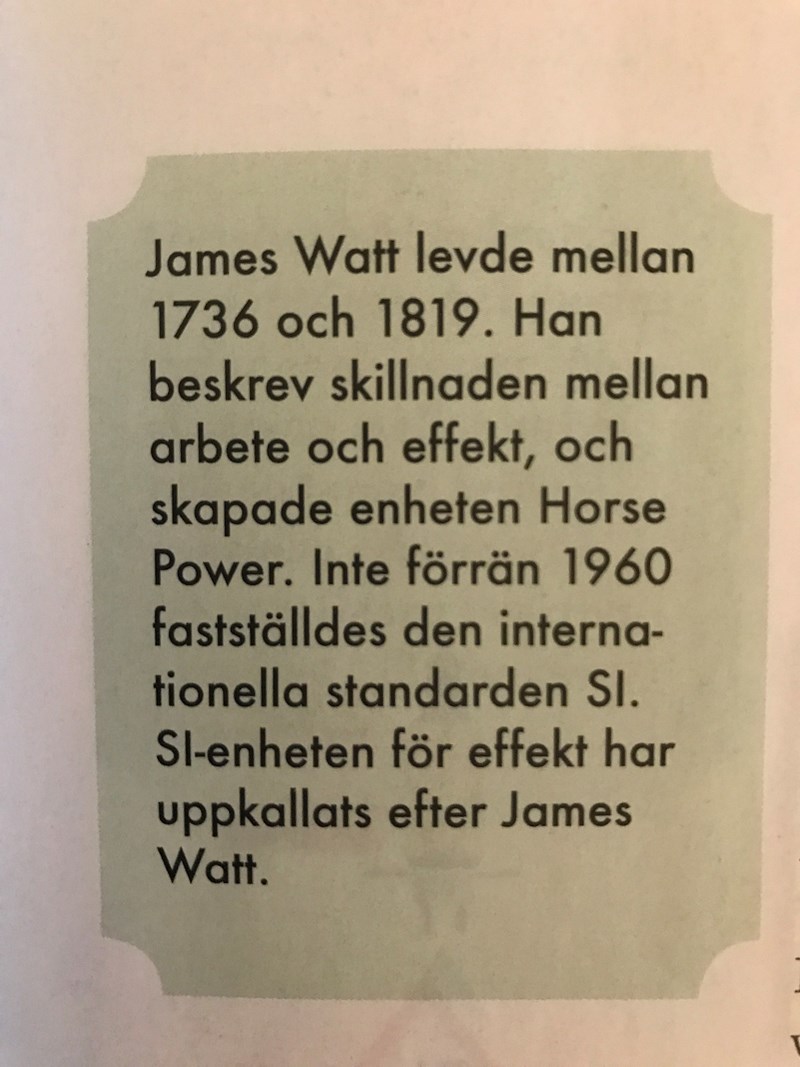 James Watt levde mellan
1736 och 1819. Han
beskrev skillnaden mellan
arbete och effekt, och
skapade enheten Horse
Power. Inte förrän 1960
fastställdes den interna-
tionella standarden SI.
SI-enheten för effekt har
uppkallats efter James
Watt.